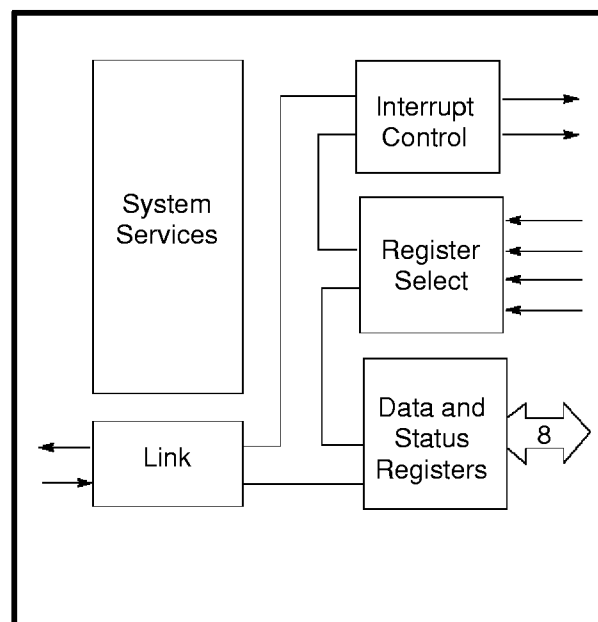 System
Services
Interrupt
Control
Register
Select
Data and
Status
Registers
8
Link